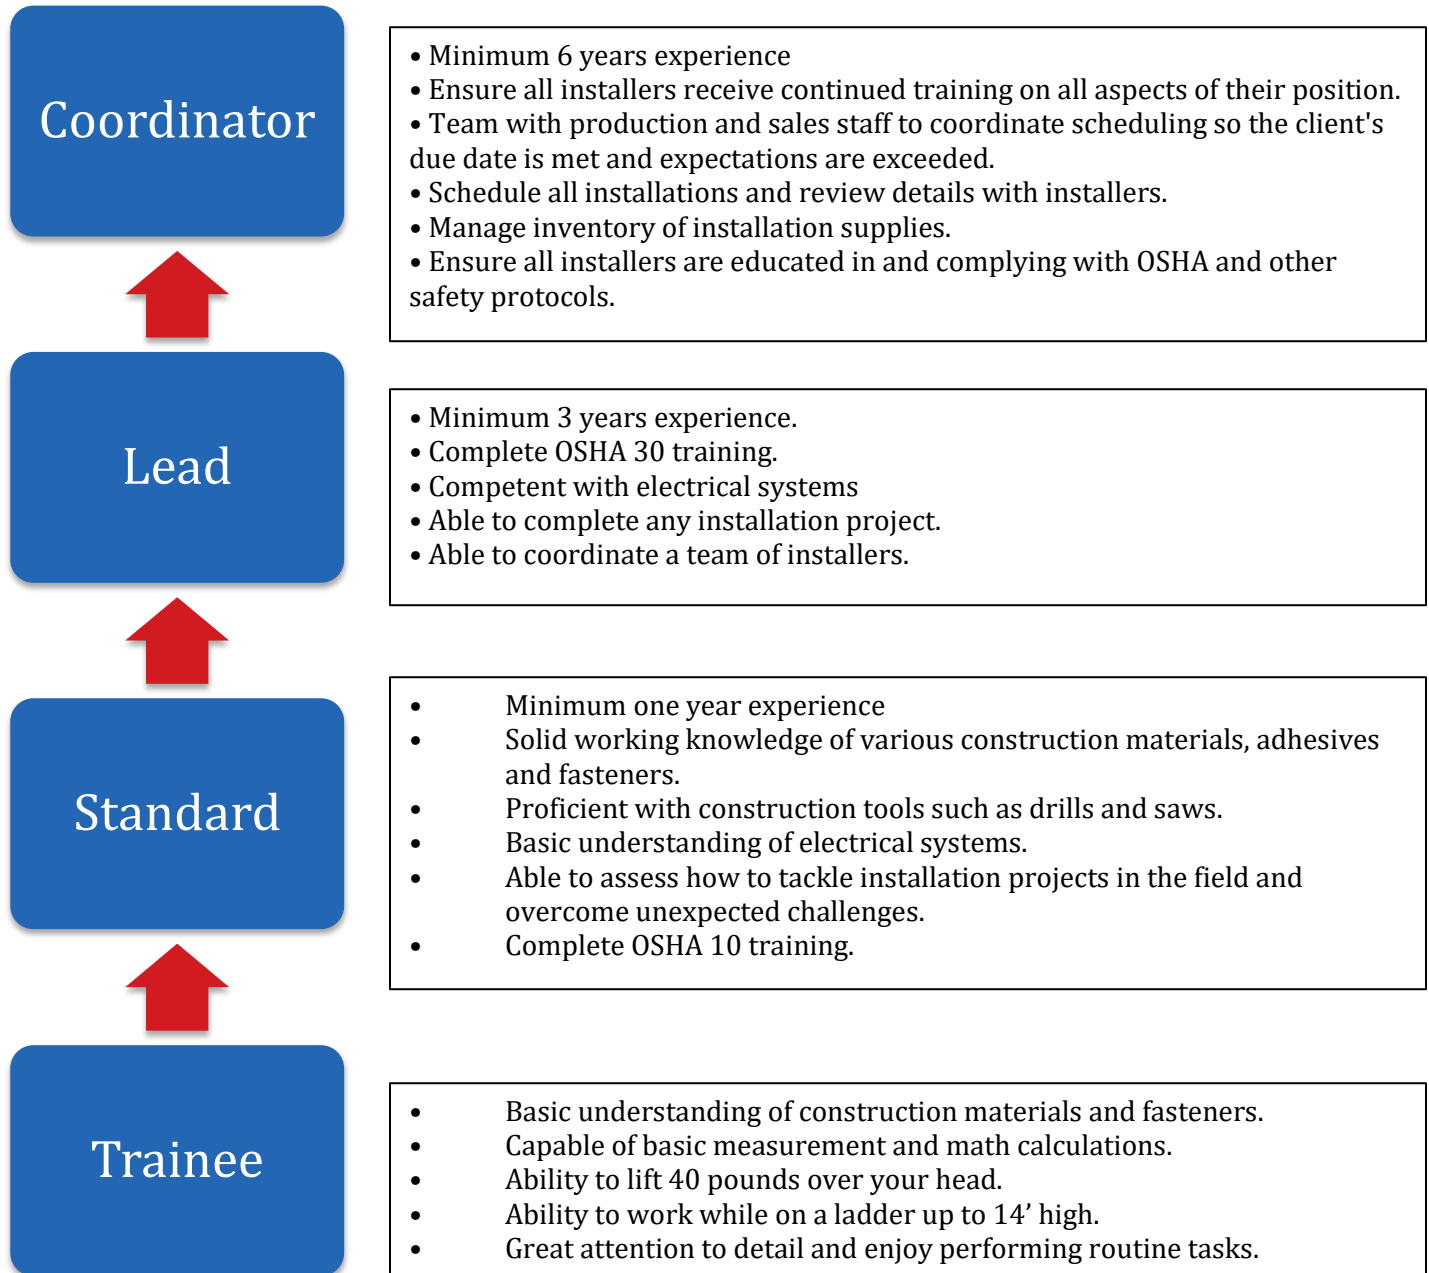 Coordinator
• Minimum 6 years experience
• Ensure all installers receive continued training on all aspects of their position.
• Team with production and sales staff to coordinate scheduling so the client's
due date is met and expectations are exceeded.
• Schedule all installations and review details with installers.
• Manage inventory of installation supplies.
• Ensure all installers are educated in and complying with OSHA and other
safety protocols.
Lead
• Minimum 3 years experience.
• Complete OSHA 30 training.
• Competent with electrical systems
• Able to complete any installation project.
• Able to coordinate a team of installers.
Standard
• Minimum one year experience
• Solid working knowledge of various construction materials, adhesives
and fasteners.
• Proficient with construction tools such as drills and saws.
• Basic understanding of electrical systems.
• Able to assess how to tackle installation projects in the field and
overcome unexpected challenges.
• Complete OSHA 10 training.
Trainee
• Basic understanding of construction materials and fasteners.
• Capable of basic measurement and math calculations.
• Ability to lift 40 pounds over your head.
• Ability to work while on a ladder up to 14’ high.
• Great attention to detail and enjoy performing routine tasks.